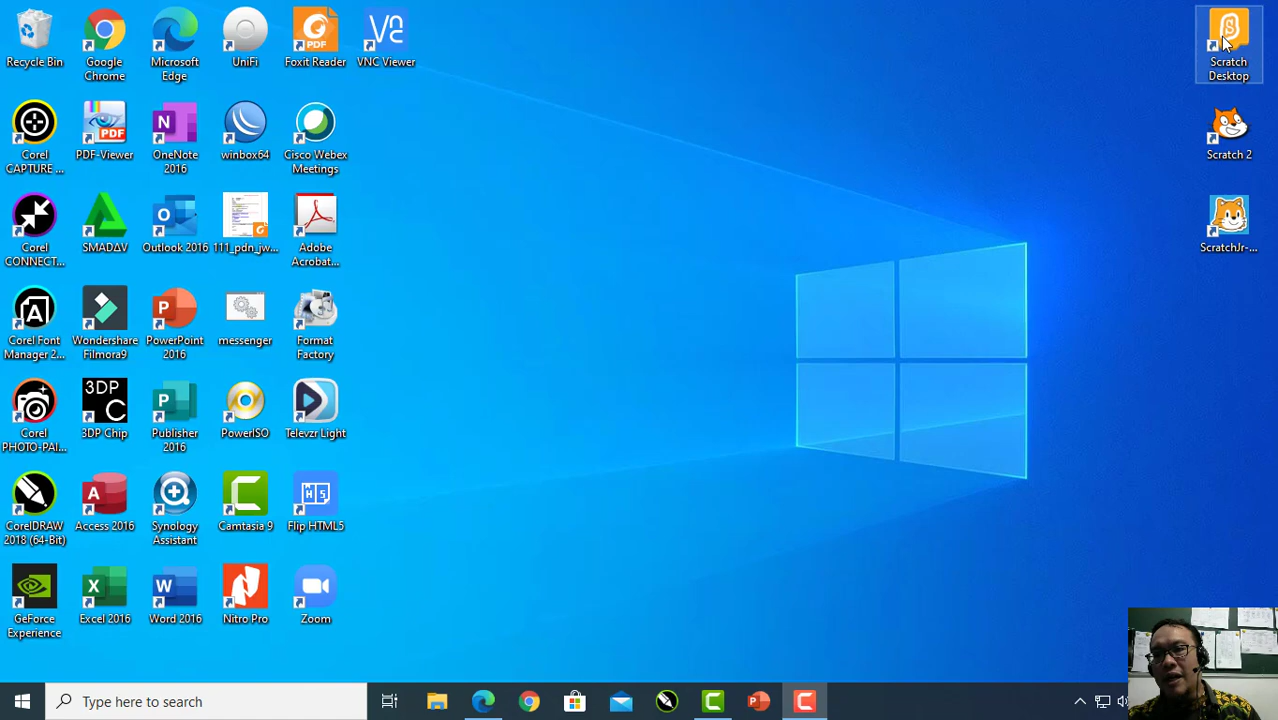 Recycle Bin
Google Chrome
Microsoft Edge
UniFi
Foxit Reader
VNC Viewer
Scratch Desktop
Corel CAPTURE ...
PDF-Viewer
OneNote 2016
winbox64
Cisco Webex Meetings
Scratch 2
Corel CONNECT...
SMADΔV
Outlook 2016
111_pdn_jw...
Adobe Acrobat...
ScratchJr-...
Corel Font Manager 2...
Wondershare Filmora9
PowerPoint 2016
messenger
Format Factory
Corel PHOTO-PAI...
3DP Chip
Publisher 2016
PowerISO
Televzr Light
CorelDRAW 2018 (64-Bit)
Access 2016
Synology Assistant
Camtasia 9
Flip HTML5
GeForce Experience
Excel 2016
Word 2016
Nitro Pro
Zoom
Type here to search